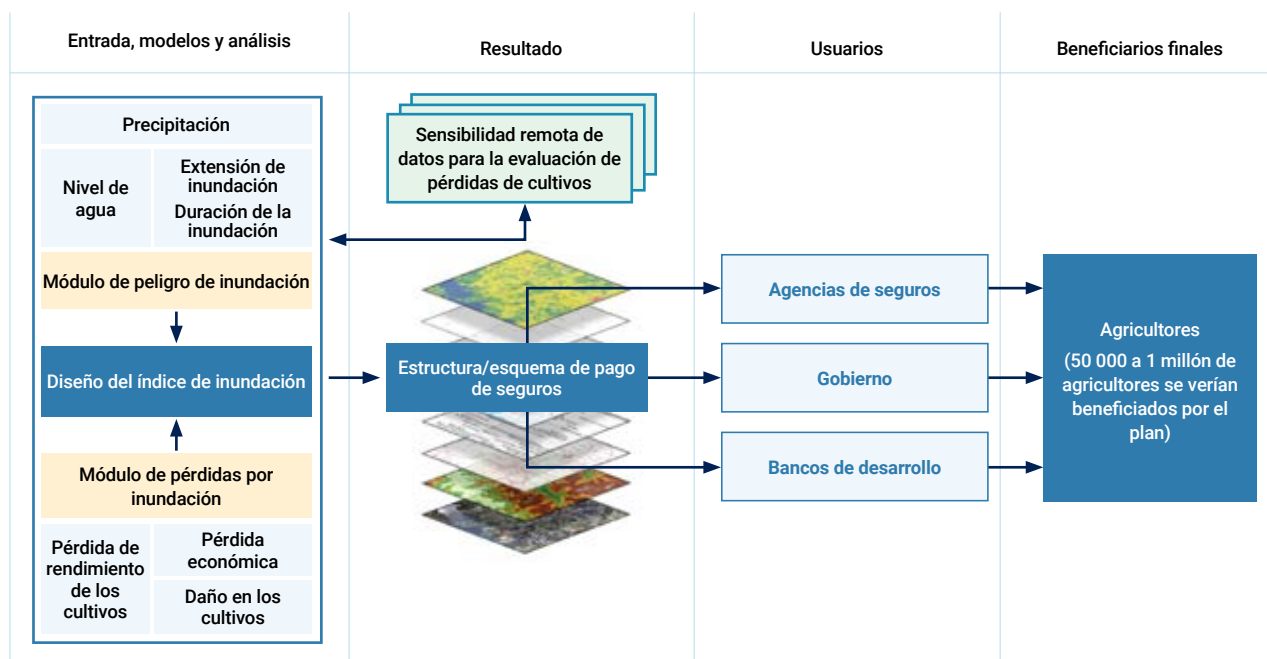 Entrada, modelos y análisis
Resultado
Usuarios
Beneficiarios finales
Precipitación
Nivel de
agua
Extensión de
inundación
Duración de la
inundación
Módulo de peligro de inundación
Diseño del índice de inundación
Módulo de pérdidas por
inundación
Pérdida de
rendimiento
de los
cultivos
Pérdida
económica
Daño en los
cultivos
Sensibilidad remota de
datos para la evaluación de
pérdidas de cultivos
Estructura/esquema de pago
de seguros
Agencias de seguros
Gobierno
Bancos de desarrollo
Agricultores
(50 000 a 1 millón de
agricultores se verían
beneficiados por el
plan)